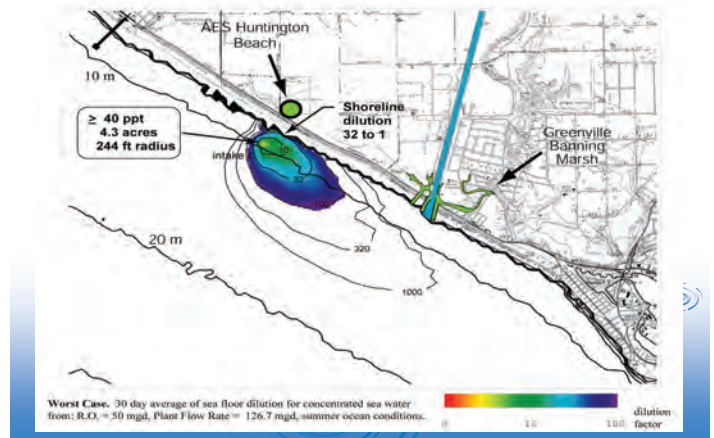 AES Huntington
Beach
10 m
≥ 40 ppt
4.3 acres
244 ft radius
Shoreline
dilution
32 to 1
intake
10
32
100
Greenville
Banning
Marsh
320
1000
20 m
Worst Case. 30 day average of sea floor dilution for concentrated sea water
from: R.O. = 50 mgd, Plant Flow Rate = 126.7 mgd, summer ocean conditions.
0 10 100
dilution
factor